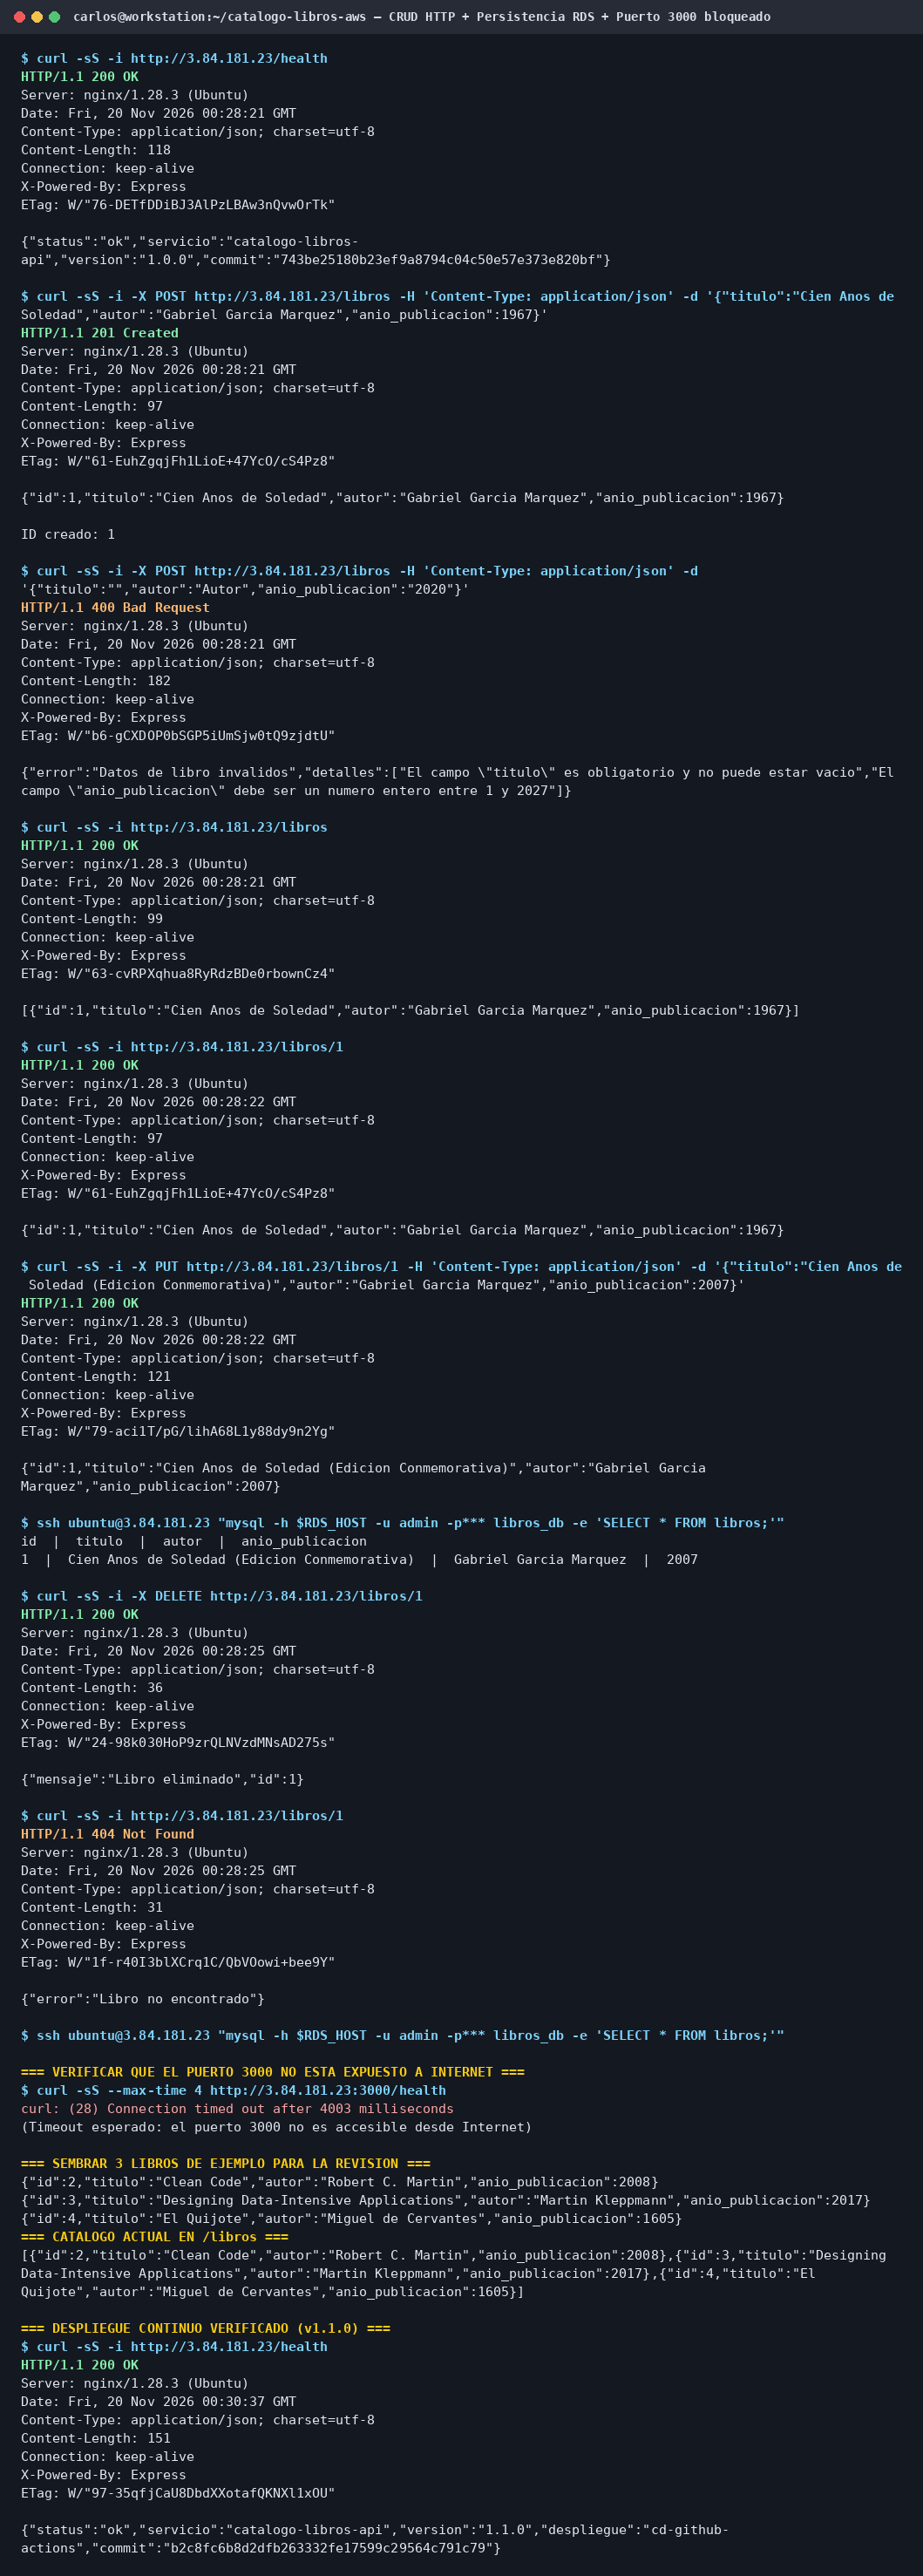 carlos@workstation:~/catalogo-libros-aws — CRUD HTTP + Persistencia RDS + Puerto 3000 bloqueado
$ curl -sS -i http://3.84.181.23/health
HTTP/1.1 200 OK
Server: nginx/1.28.3 (Ubuntu)
Date: Fri, 20 Nov 2026 00:28:21 GMT
Content-Type: application/json; charset=utf-8
Content-Length: 118
Connection: keep-alive
X-Powered-By: Express
ETag: W/"76-DETfDDiBJ3AlPzLBAw3nQvwOrTk"
{"status":"ok","servicio":"catalogo-libros-
api","version":"1.0.0","commit":"743be25180b23ef9a8794c04c50e57e373e820bf"}
$ curl -sS -i -X POST http://3.84.181.23/libros -H 'Content-Type: application/json' -d '{"titulo":"Cien Anos de
Soledad","autor":"Gabriel Garcia Marquez","anio_publicacion":1967}'
HTTP/1.1 201 Created
Server: nginx/1.28.3 (Ubuntu)
Date: Fri, 20 Nov 2026 00:28:21 GMT
Content-Type: application/json; charset=utf-8
Content-Length: 97
Connection: keep-alive
X-Powered-By: Express
ETag: W/"61-EuhZgqjFh1LioE+47YcO/cS4Pz8"
{"id":1,"titulo":"Cien Anos de Soledad","autor":"Gabriel Garcia Marquez","anio_publicacion":1967}
ID creado: 1
$ curl -sS -i -X POST http://3.84.181.23/libros -H 'Content-Type: application/json' -d
'{"titulo":"","autor":"Autor","anio_publicacion":"2020"}'
HTTP/1.1 400 Bad Request
Server: nginx/1.28.3 (Ubuntu)
Date: Fri, 20 Nov 2026 00:28:21 GMT
Content-Type: application/json; charset=utf-8
Content-Length: 182
Connection: keep-alive
X-Powered-By: Express
ETag: W/"b6-gCXDOP0bSGP5iUmSjw0tQ9zjdtU"
{"error":"Datos de libro invalidos","detalles":["El campo \"titulo\" es obligatorio y no puede estar vacio","El
campo \"anio_publicacion\" debe ser un numero entero entre 1 y 2027"]}
$ curl -sS -i http://3.84.181.23/libros
HTTP/1.1 200 OK
Server: nginx/1.28.3 (Ubuntu)
Date: Fri, 20 Nov 2026 00:28:21 GMT
Content-Type: application/json; charset=utf-8
Content-Length: 99
Connection: keep-alive
X-Powered-By: Express
ETag: W/"63-cvRPXqhua8RyRdzBDe0rbownCz4"
[{"id":1,"titulo":"Cien Anos de Soledad","autor":"Gabriel Garcia Marquez","anio_publicacion":1967}]
$ curl -sS -i http://3.84.181.23/libros/1
HTTP/1.1 200 OK
Server: nginx/1.28.3 (Ubuntu)
Date: Fri, 20 Nov 2026 00:28:22 GMT
Content-Type: application/json; charset=utf-8
Content-Length: 97
Connection: keep-alive
X-Powered-By: Express
ETag: W/"61-EuhZgqjFh1LioE+47YcO/cS4Pz8"
{"id":1,"titulo":"Cien Anos de Soledad","autor":"Gabriel Garcia Marquez","anio_publicacion":1967}
$ curl -sS -i -X PUT http://3.84.181.23/libros/1 -H 'Content-Type: application/json' -d '{"titulo":"Cien Anos de
Soledad (Edicion Conmemorativa)","autor":"Gabriel Garcia Marquez","anio_publicacion":2007}'
HTTP/1.1 200 OK
Server: nginx/1.28.3 (Ubuntu)
Date: Fri, 20 Nov 2026 00:28:22 GMT
Content-Type: application/json; charset=utf-8
Content-Length: 121
Connection: keep-alive
X-Powered-By: Express
ETag: W/"79-aci1T/pG/lihA68L1y88dy9n2Yg"
{"id":1,"titulo":"Cien Anos de Soledad (Edicion Conmemorativa)","autor":"Gabriel Garcia
Marquez","anio_publicacion":2007}
$ ssh ubuntu@3.84.181.23 "mysql -h $RDS_HOST -u admin -p*** libros_db -e 'SELECT * FROM libros;'"
id  |  titulo  |  autor  |  anio_publicacion
1  |  Cien Anos de Soledad (Edicion Conmemorativa)  |  Gabriel Garcia Marquez  |  2007
$ curl -sS -i -X DELETE http://3.84.181.23/libros/1
HTTP/1.1 200 OK
Server: nginx/1.28.3 (Ubuntu)
Date: Fri, 20 Nov 2026 00:28:25 GMT
Content-Type: application/json; charset=utf-8
Content-Length: 36
Connection: keep-alive
X-Powered-By: Express
ETag: W/"24-98k030HoP9zrQLNVzdMNsAD275s"
{"mensaje":"Libro eliminado","id":1}
$ curl -sS -i http://3.84.181.23/libros/1
HTTP/1.1 404 Not Found
Server: nginx/1.28.3 (Ubuntu)
Date: Fri, 20 Nov 2026 00:28:25 GMT
Content-Type: application/json; charset=utf-8
Content-Length: 31
Connection: keep-alive
X-Powered-By: Express
ETag: W/"1f-r40I3blXCrq1C/QbVOowi+bee9Y"
{"error":"Libro no encontrado"}
$ ssh ubuntu@3.84.181.23 "mysql -h $RDS_HOST -u admin -p*** libros_db -e 'SELECT * FROM libros;'"
=== VERIFICAR QUE EL PUERTO 3000 NO ESTA EXPUESTO A INTERNET ===
$ curl -sS --max-time 4 http://3.84.181.23:3000/health
curl: (28) Connection timed out after 4003 milliseconds
(Timeout esperado: el puerto 3000 no es accesible desde Internet)
=== SEMBRAR 3 LIBROS DE EJEMPLO PARA LA REVISION ===
{"id":2,"titulo":"Clean Code","autor":"Robert C. Martin","anio_publicacion":2008}
{"id":3,"titulo":"Designing Data-Intensive Applications","autor":"Martin Kleppmann","anio_publicacion":2017}
{"id":4,"titulo":"El Quijote","autor":"Miguel de Cervantes","anio_publicacion":1605}
=== CATALOGO ACTUAL EN /libros ===
[{"id":2,"titulo":"Clean Code","autor":"Robert C. Martin","anio_publicacion":2008},{"id":3,"titulo":"Designing
Data-Intensive Applications","autor":"Martin Kleppmann","anio_publicacion":2017},{"id":4,"titulo":"El
Quijote","autor":"Miguel de Cervantes","anio_publicacion":1605}]
=== DESPLIEGUE CONTINUO VERIFICADO (v1.1.0) ===
$ curl -sS -i http://3.84.181.23/health
HTTP/1.1 200 OK
Server: nginx/1.28.3 (Ubuntu)
Date: Fri, 20 Nov 2026 00:30:37 GMT
Content-Type: application/json; charset=utf-8
Content-Length: 151
Connection: keep-alive
X-Powered-By: Express
ETag: W/"97-35qfjCaU8DbdXXotafQKNXl1xOU"
{"status":"ok","servicio":"catalogo-libros-api","version":"1.1.0","despliegue":"cd-github-
actions","commit":"b2c8fc6b8d2dfb263332fe17599c29564c791c79"}